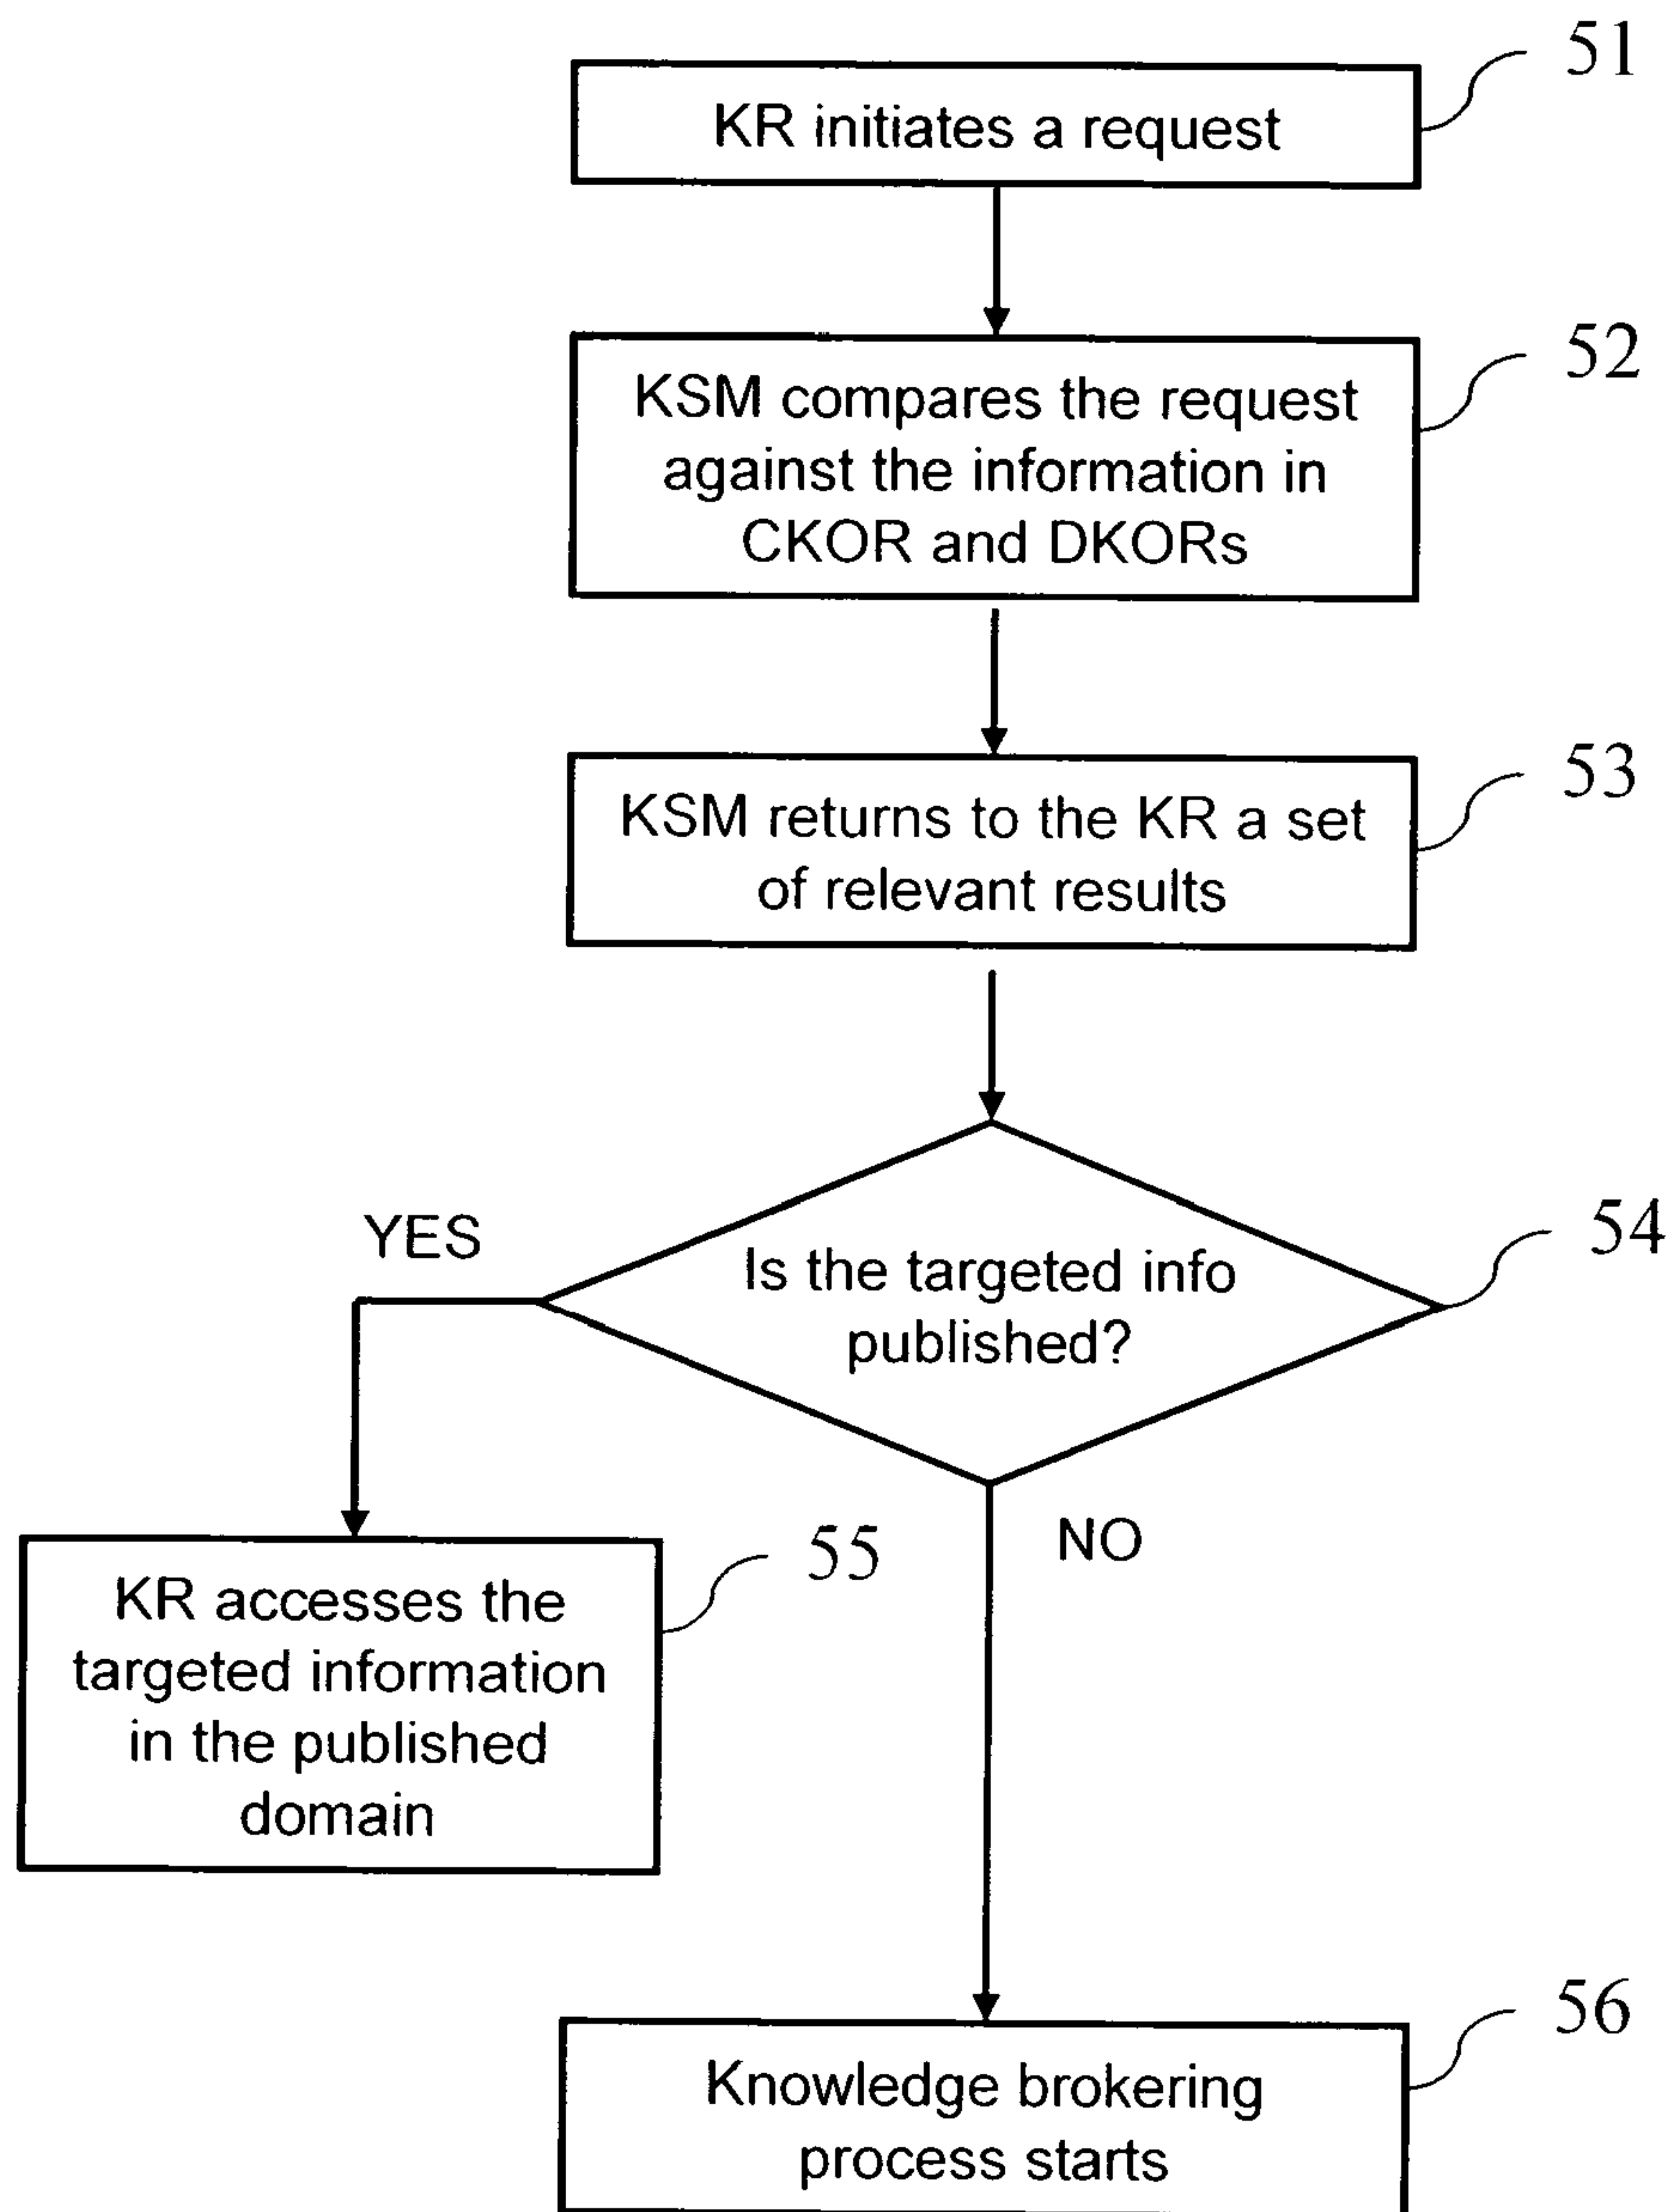 51
KR initiates a request
52
KSM compares the request
against the information in
CKOR and DKORs
53
KSM returns to the KR a set
of relevant results
54
YES
Is the targeted info
published?
NO
55
KR accesses the
targeted information
in the published
domain
56
Knowledge brokering
process starts